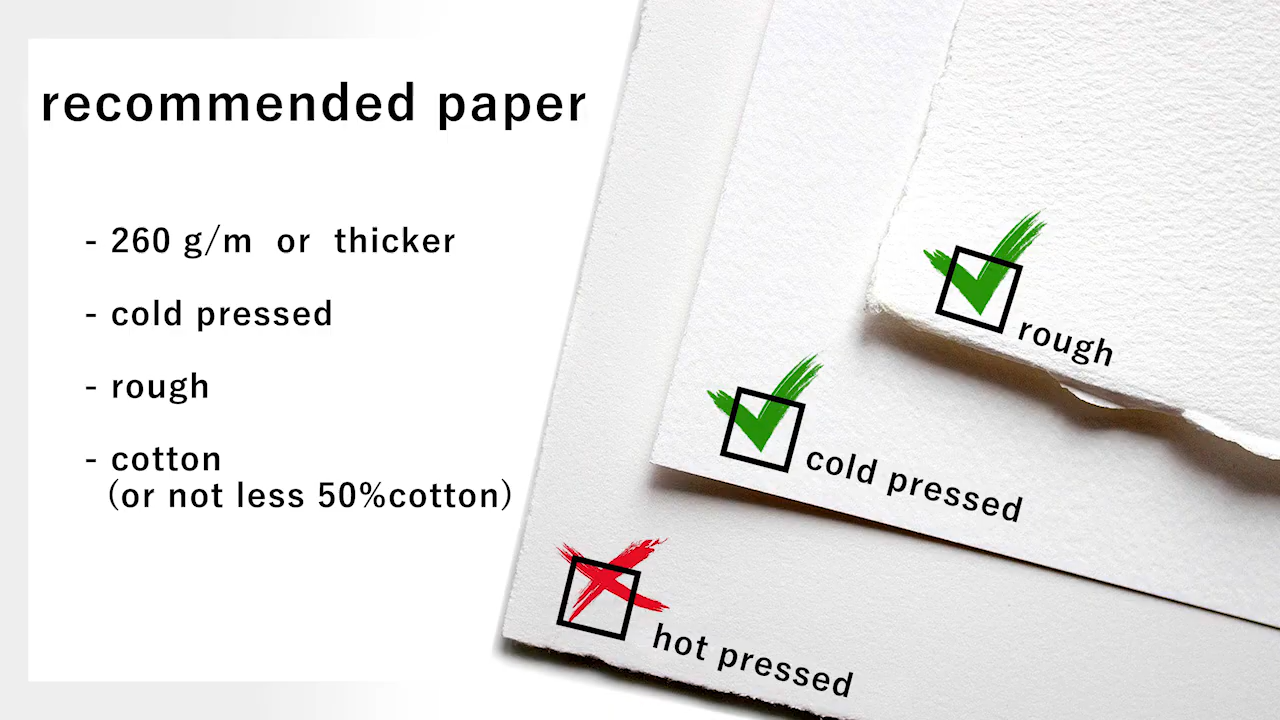 recommended paper
- 260 g/m or thicker
- cold pressed
- rough
- cotton
(or not less 50%cotton)
rough
cold pressed
hot pressed